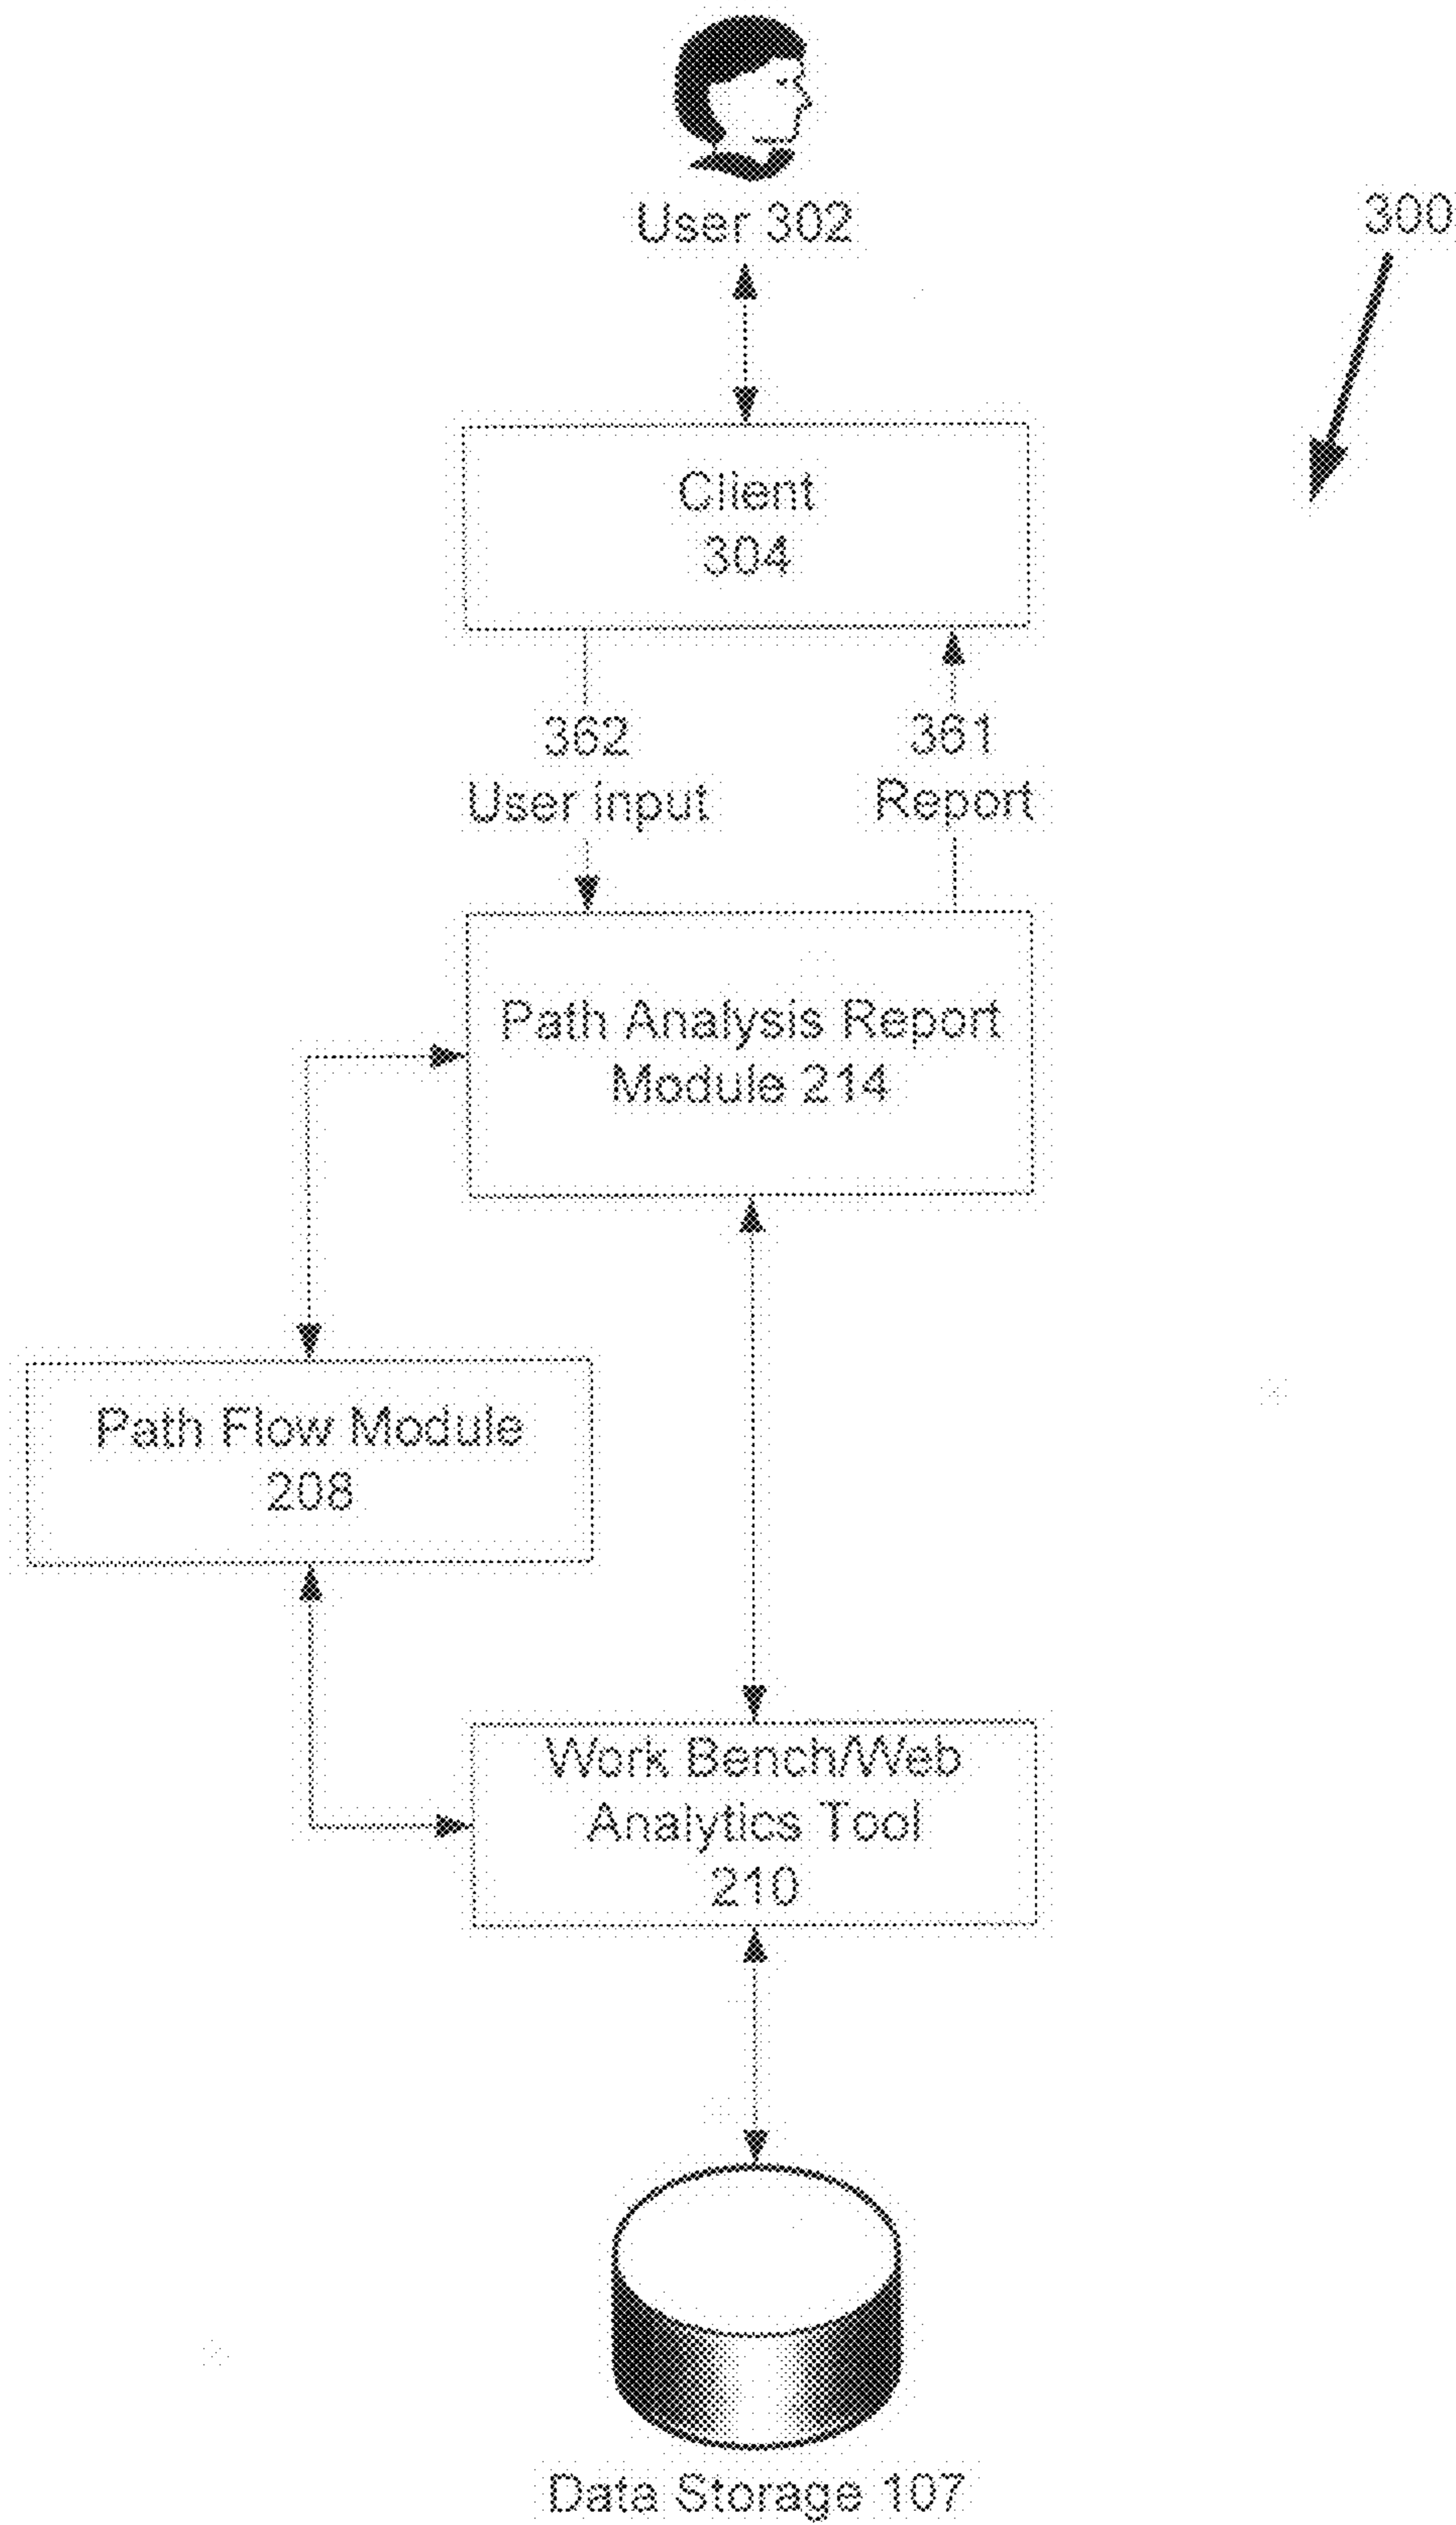 User 302
300
Client
304
362
User input
361
Report
Path Analysis Report
Module 214
Path Flow Module
208
Work Bench/Web
Analytics Tool
210
Data Storage 107